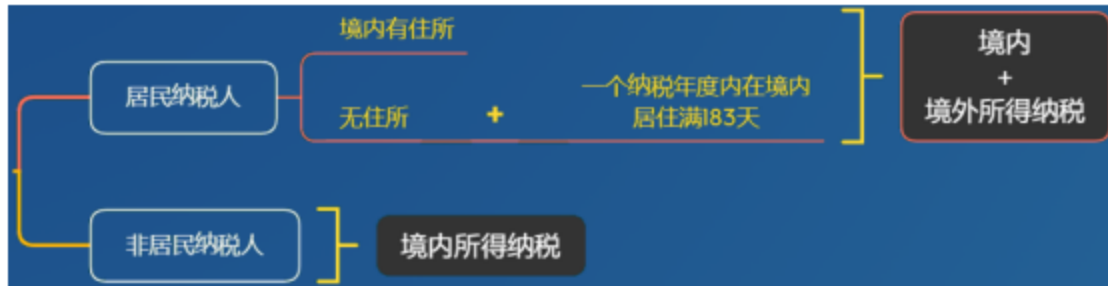 境内有住所
居民纳税人
无住所
+
一个纳税年度内在境内
居住满183天
境内
+
境外所得纳税
非居民纳税人
境内所得纳税